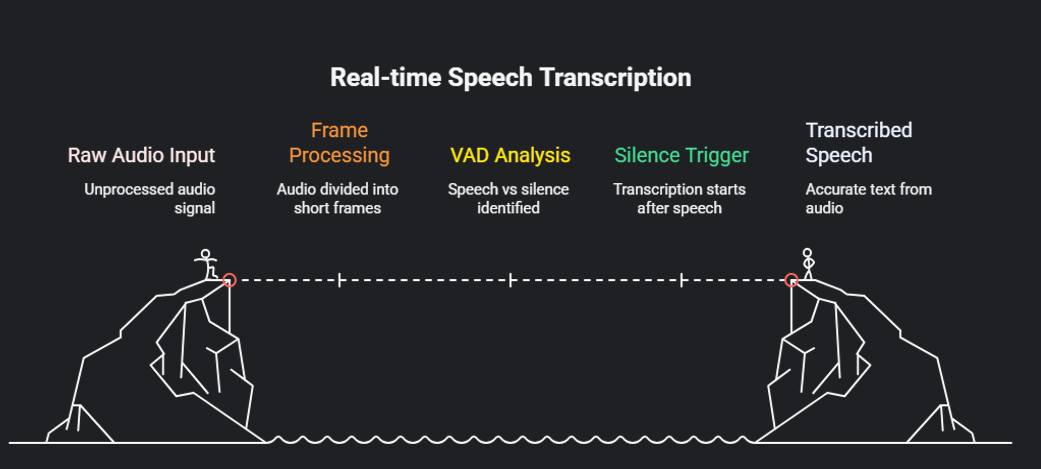 Real-time Speech Transcription
Raw Audio Input
Unprocessed audio
signal
Frame
Processing
Audio divided into
short frames
VAD Analysis
Speech vs silence
identified
Silence Trigger
Transcription starts
after speech
Transcribed
Speech
Accurate text from
audio